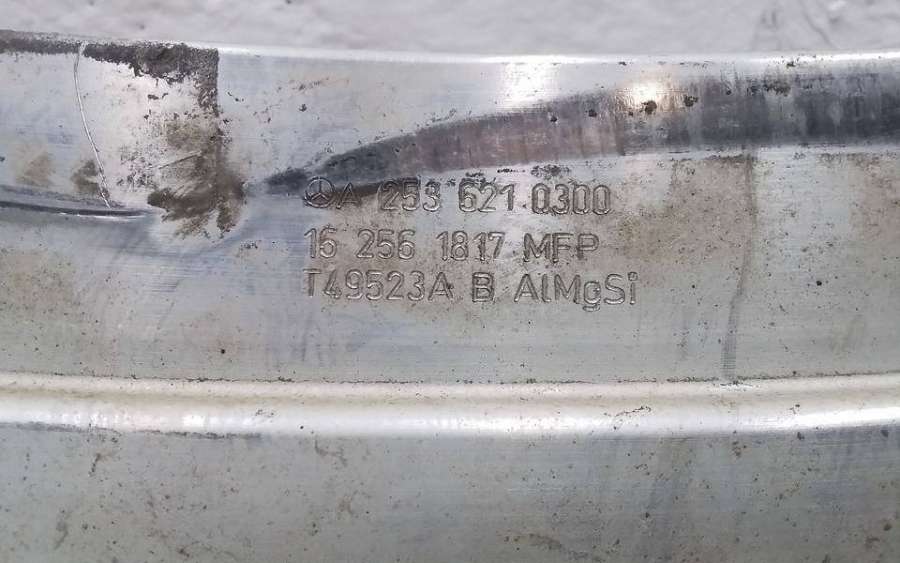 A 253 621 0300
16 256 1817 MFP
T49523A B AlMgSi